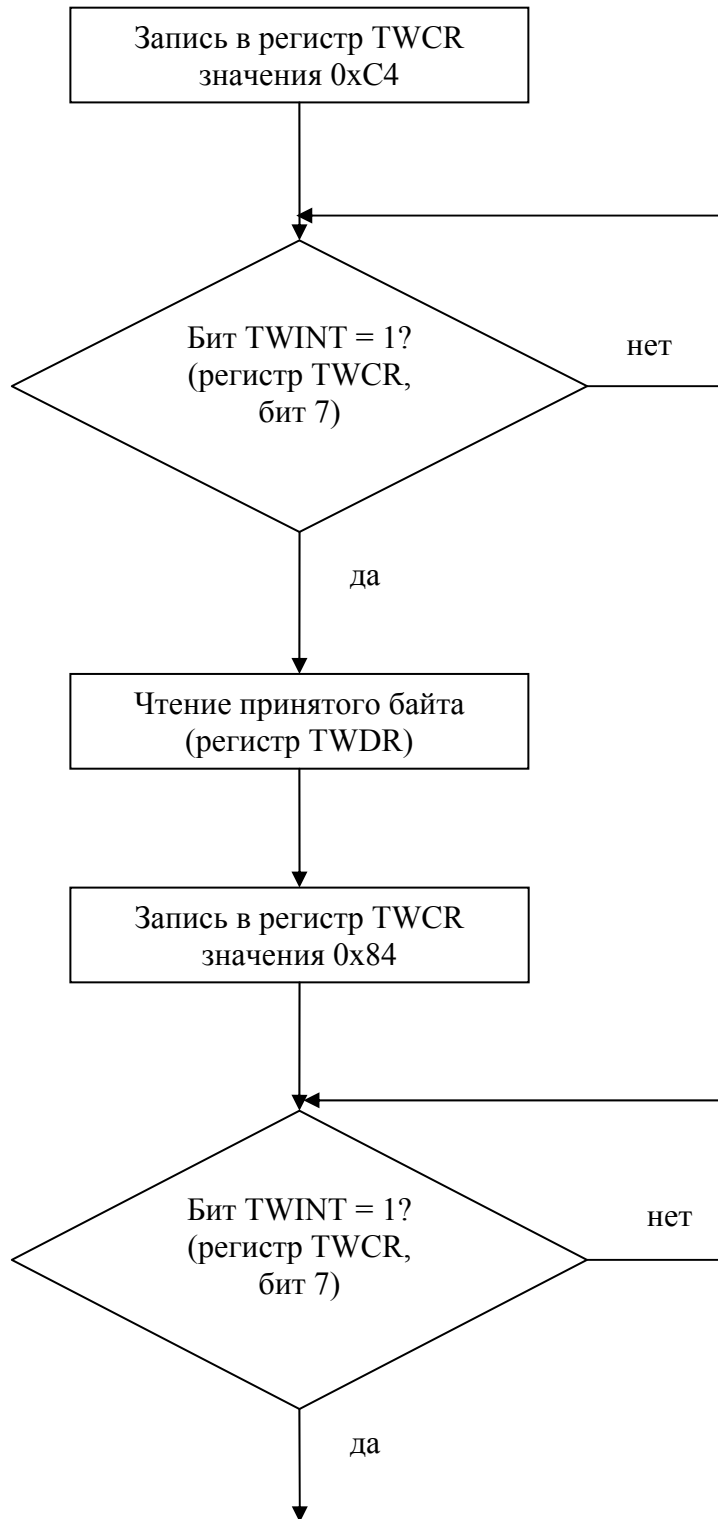 Запись в регистр TWCR
значения 0xC4
Бит TWINT = 1?
(регистр TWCR,
бит 7)
нет
да
Чтение принятого байта
(регистр TWDR)
Запись в регистр TWCR
значения 0x84
Бит TWINT = 1?
(регистр TWCR,
бит 7)
нет
да